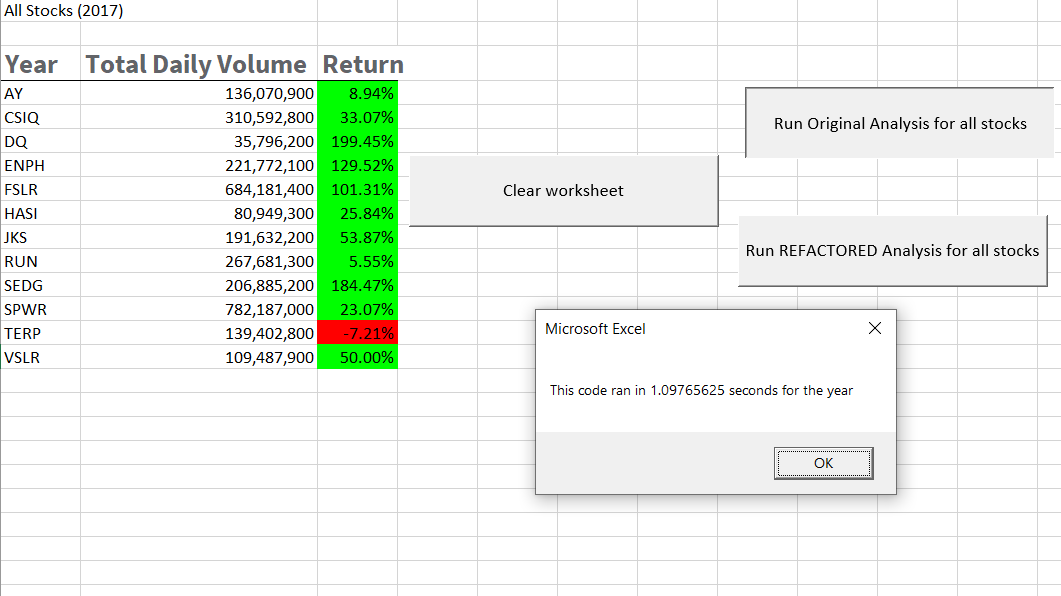 All Stocks (2017)
Year Total Daily Volume Return
AY 136,070,900 8.94%
CSIQ 310,592,800 33.07%
DQ 35,796,200 199.45%
ENPH 221,772,100 129.52%
FSLR 684,181,400 101.31%
HASI 80,949,300 25.84%
JKS 191,632,200 53.87%
RUN 267,681,300 5.55%
SEDG 206,885,200 184.47%
SPWR 782,187,000 23.07%
TERP 139,402,800 -7.21%
VSLR 109,487,900 50.00%
Run Original Analysis for all stocks
Clear worksheet
Run REFACTORED Analysis for all stocks
Microsoft Excel
This code ran in 1.09765625 seconds for the year
OK